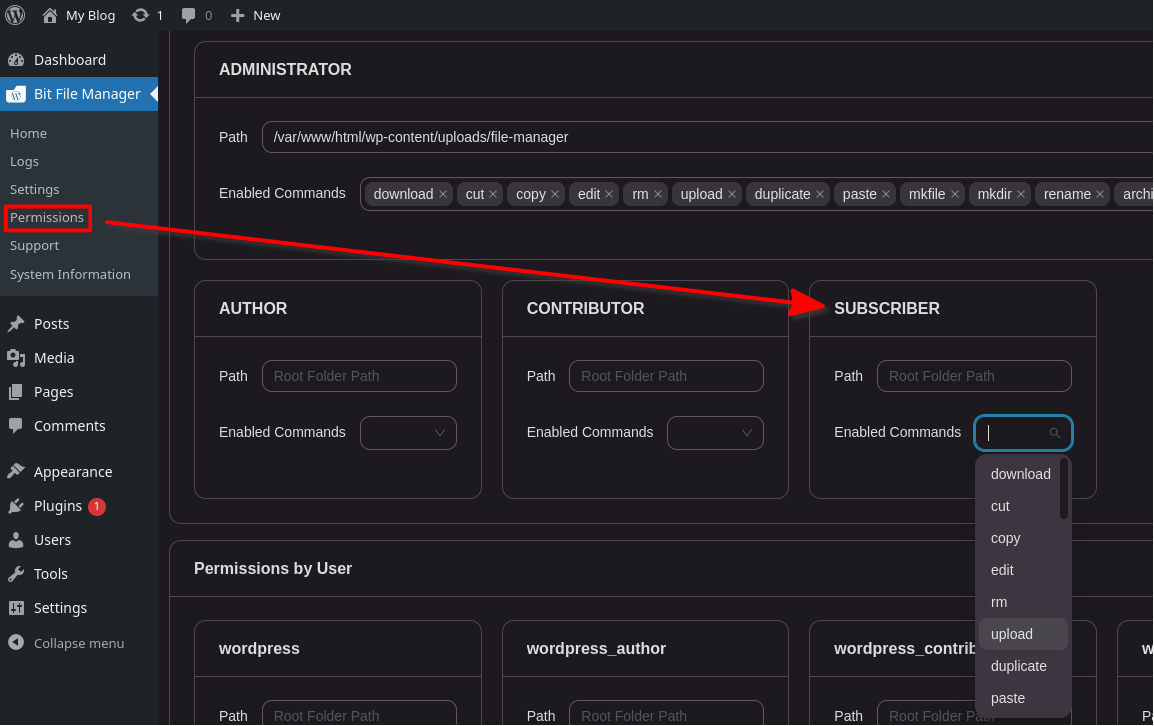 My Blog 1 0 New
Dashboard
Bit File Manager
Home
Logs
Settings
Permissions
Support
System Information
Posts
Media
Pages
Comments
Appearance
Plugins 1
Users
Tools
Settings
Collapse menu
ADMINISTRATOR
Path /var/www/html/wp-content/uploads/file-manager
Enabled Commands download × cut × copy × edit × rm × upload × duplicate × paste × mkfile × mkdir × rename × archi
AUTHOR
Path Root Folder Path
Enabled Commands
CONTRIBUTOR
Path Root Folder Path
Enabled Commands
SUBSCRIBER
Path Root Folder Path
Enabled Commands
download
cut
copy
edit
rm
upload
duplicate
paste
Permissions by User
wordpress
Path Root Folder Path
wordpress_author
Path Root Folder Path
wordpress_contrib
Path Root Folder Path